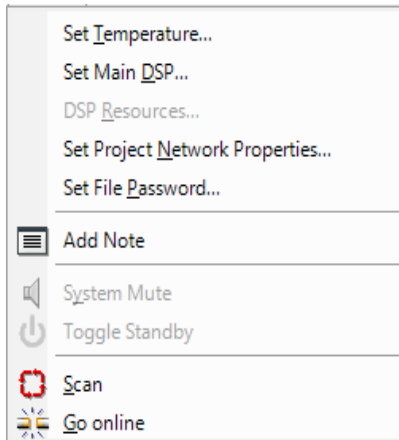 Set Temperature...
Set Main DSP...
DSP Resources...
Set Project Network Properties...
Set File Password...
Add Note
System Mute
Toggle Standby
Scan
Go online